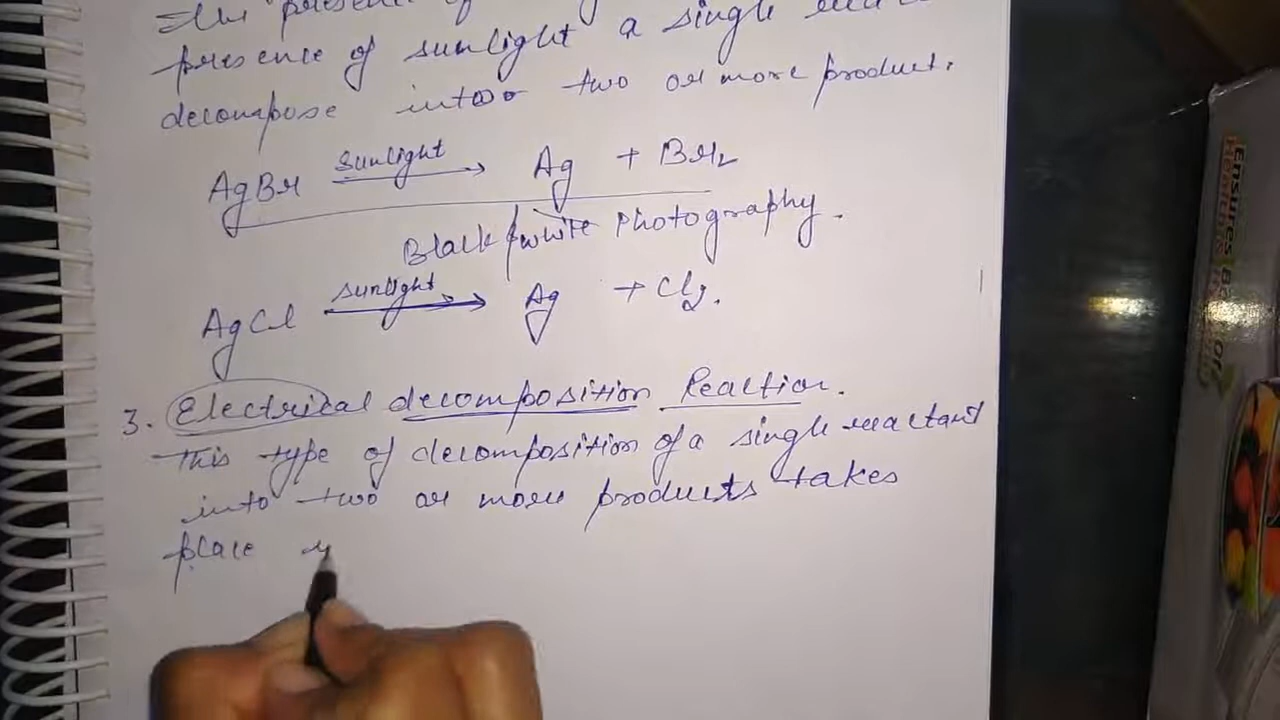 presence of sunlight a single
decompose into two or more product.
AgBr Sunlight → Ag + Br2
Black/white Photography.
AgCl sunlight → Ag + Cl2.
3. Electrical decomposition Reaction.
This type of decomposition of a single reactant
into two or more products takes
place
Ensures